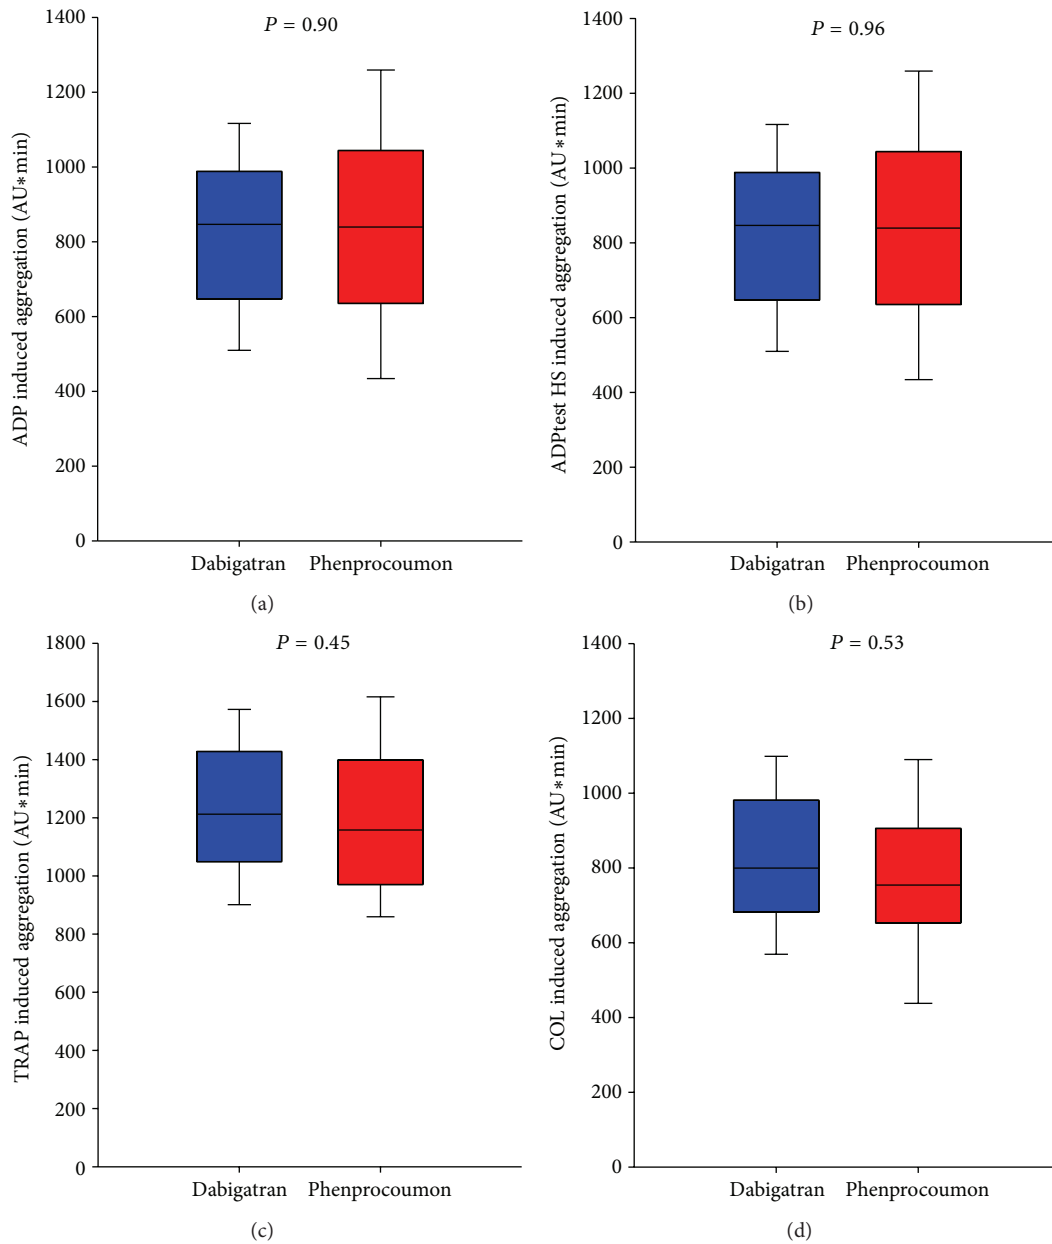 P = 0.90
ADP induced aggregation (AU*min)
1400
1200
1000
800
600
400
200
0
Dabigatran Phenprocoumon
(a)
P = 0.96
ADPtest HS induced aggregation (AU*min)
1400
1200
1000
800
600
400
200
0
Dabigatran Phenprocoumon
(b)
P = 0.45
TRAP induced aggregation (AU*min)
1800
1600
1400
1200
1000
800
600
400
200
0
Dabigatran Phenprocoumon
(c)
P = 0.53
COL induced aggregation (AU*min)
1400
1200
1000
800
600
400
200
0
Dabigatran Phenprocoumon
(d)